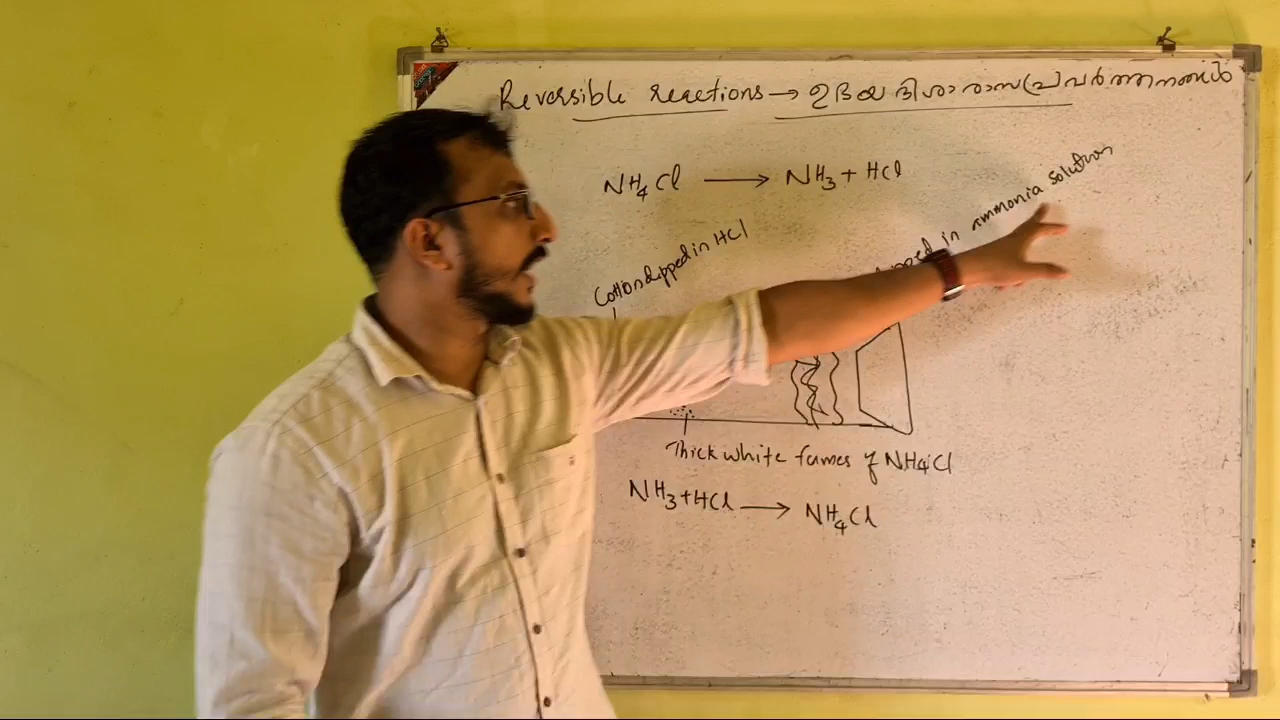 Reversible reactions → ഉഭയദിശാരാസപ്രവർത്തനങ്ങൾ
NH4Cl → NH3 + HCl
Cotton dipped in HCl
in ammonia solution
Thick white fumes of NH4Cl
NH3+HCl → NH4Cl